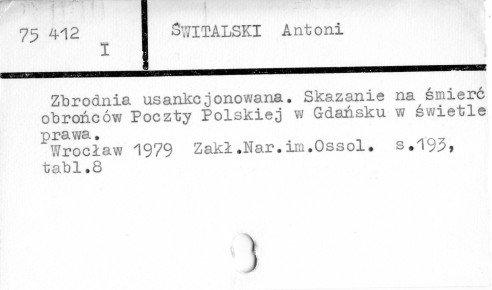 75 412
I
ŚWITALSKI Antoni
Zbrodnia usankcjonowana. Skazanie na śmierć
obrońców Poczty Polskiej w Gdańsku w świetle
prawa.
Wrocław 1979 Zakł.Nar.im.Ossol. s.193,
tabl.8